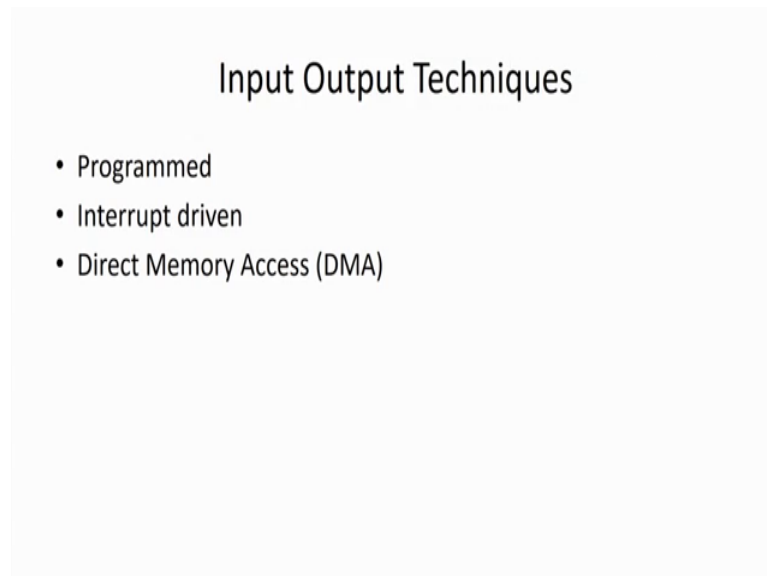 Input Output Techniques
• Programmed
• Interrupt driven
• Direct Memory Access (DMA)